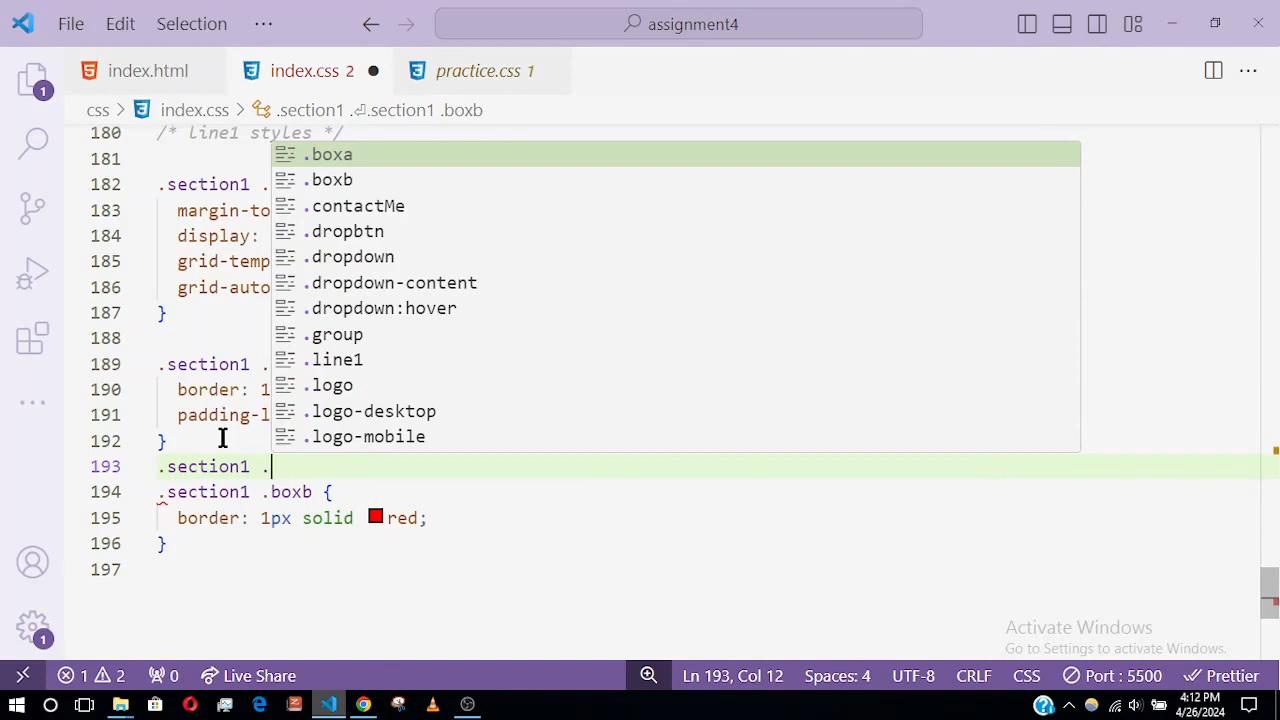 File Edit Selection ··· assignment4
index.html index.css 2 practice.css 1
css > index.css > .section1 .⏎.section1 .boxb
180 /* line1 styles */
181
182 .section1 .
183 margin-to
184 display:
185 grid-temp
186 grid-auto
187 }
188
189 .section1 .
190 border: 1
191 padding-l
192 }
193 .section1 .
194 .section1 .boxb {
195 border: 1px solid red;
196 }
197
.boxa
.boxb
.contactMe
.dropbtn
.dropdown
.dropdown-content
.dropdown:hover
.group
.line1
.logo
.logo-desktop
.logo-mobile
1
1
Activate Windows
Go to Settings to activate Windows.
1 2 0 Live Share Ln 193, Col 12 Spaces: 4 UTF-8 CRLF CSS Port : 5500 Prettier
4:12 PM
4/26/2024